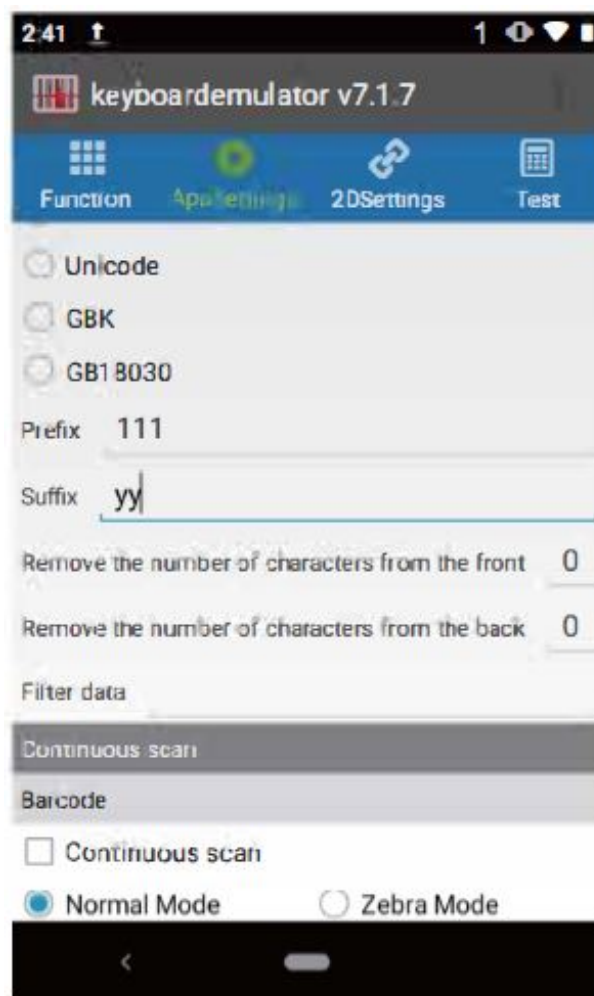 2:41 1
keyboardemulator v7.1.7
Function AppSettings 2DSettings Test
Unicode
GBK
GB18030
Prefix 111
Suffix yy
Remove the number of characters from the front 0
Remove the number of characters from the back 0
Filter data
Continuous scan
Barcode
Continuous scan
Normal Mode Zebra Mode